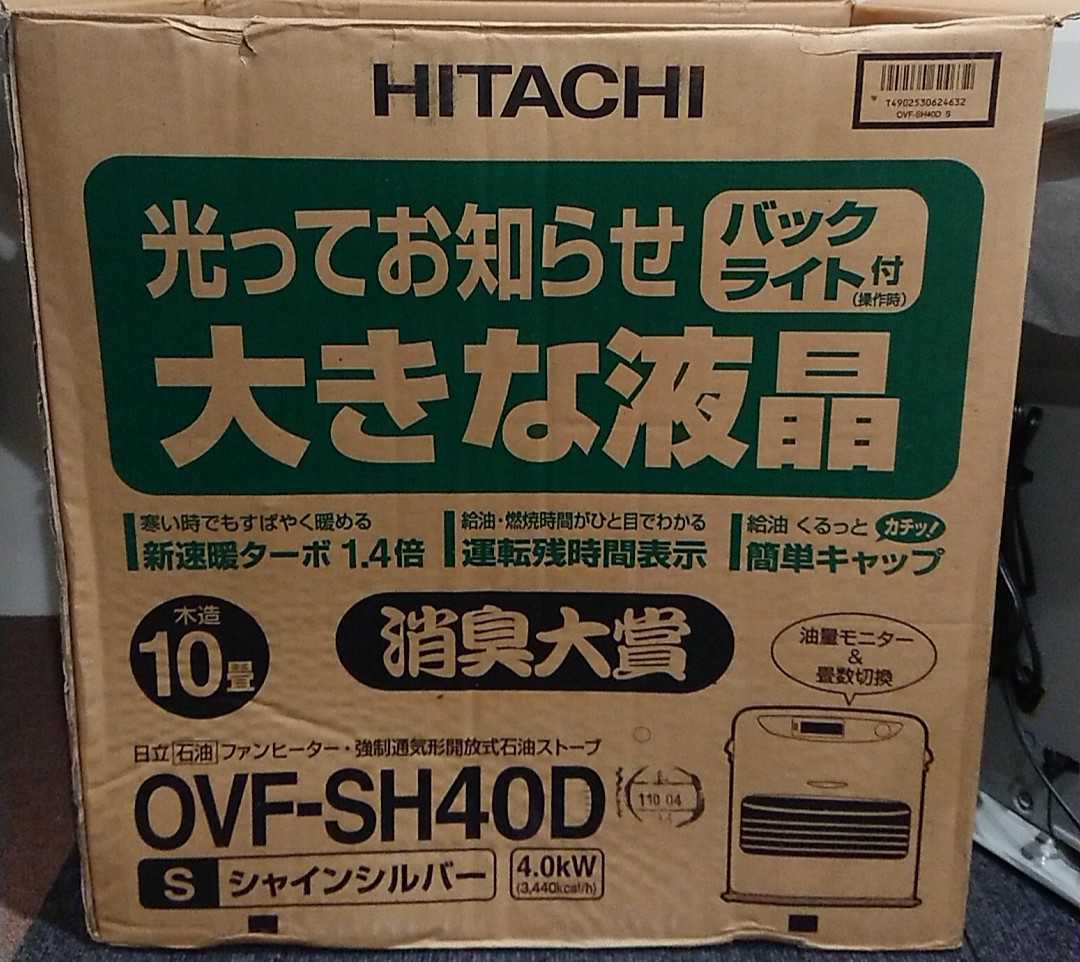 HITACHI
T4902530624632
OVF-SH40D S
光ってお知らせ
バック
ライト付
(操作時)
大きな液晶
寒い時でもすばやく暖める
新速暖ターボ 1.4倍
給油・燃焼時間がひと目でわかる
運転残時間表示
給油 くるっと カチッ!
簡単キャップ
木造
10畳
消臭大賞
油量モニター
&
畳数切換
日立 石油 ファンヒーター・強制通気形開放式石油ストーブ
OVF-SH40D
110 04
S シャインシルバー
4.0kW
(3,440kcal/h)